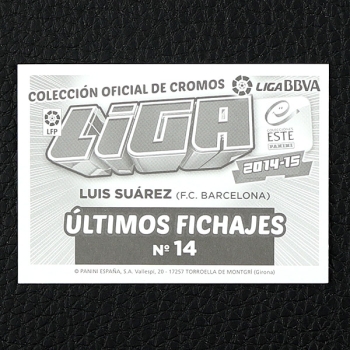 COLECCIÓN OFICIAL DE CROMOS
LIGA BBVA
LFP
LiGA
ESTE
PANINI
2014-15
LUIS SUÁREZ (F.C. BARCELONA)
ÚLTIMOS FICHAJES
Nº 14
© PANINI ESPAÑA, S.A. Vallespí, 20 - 17257 TORROELLA DE MONTGRÍ (Girona)